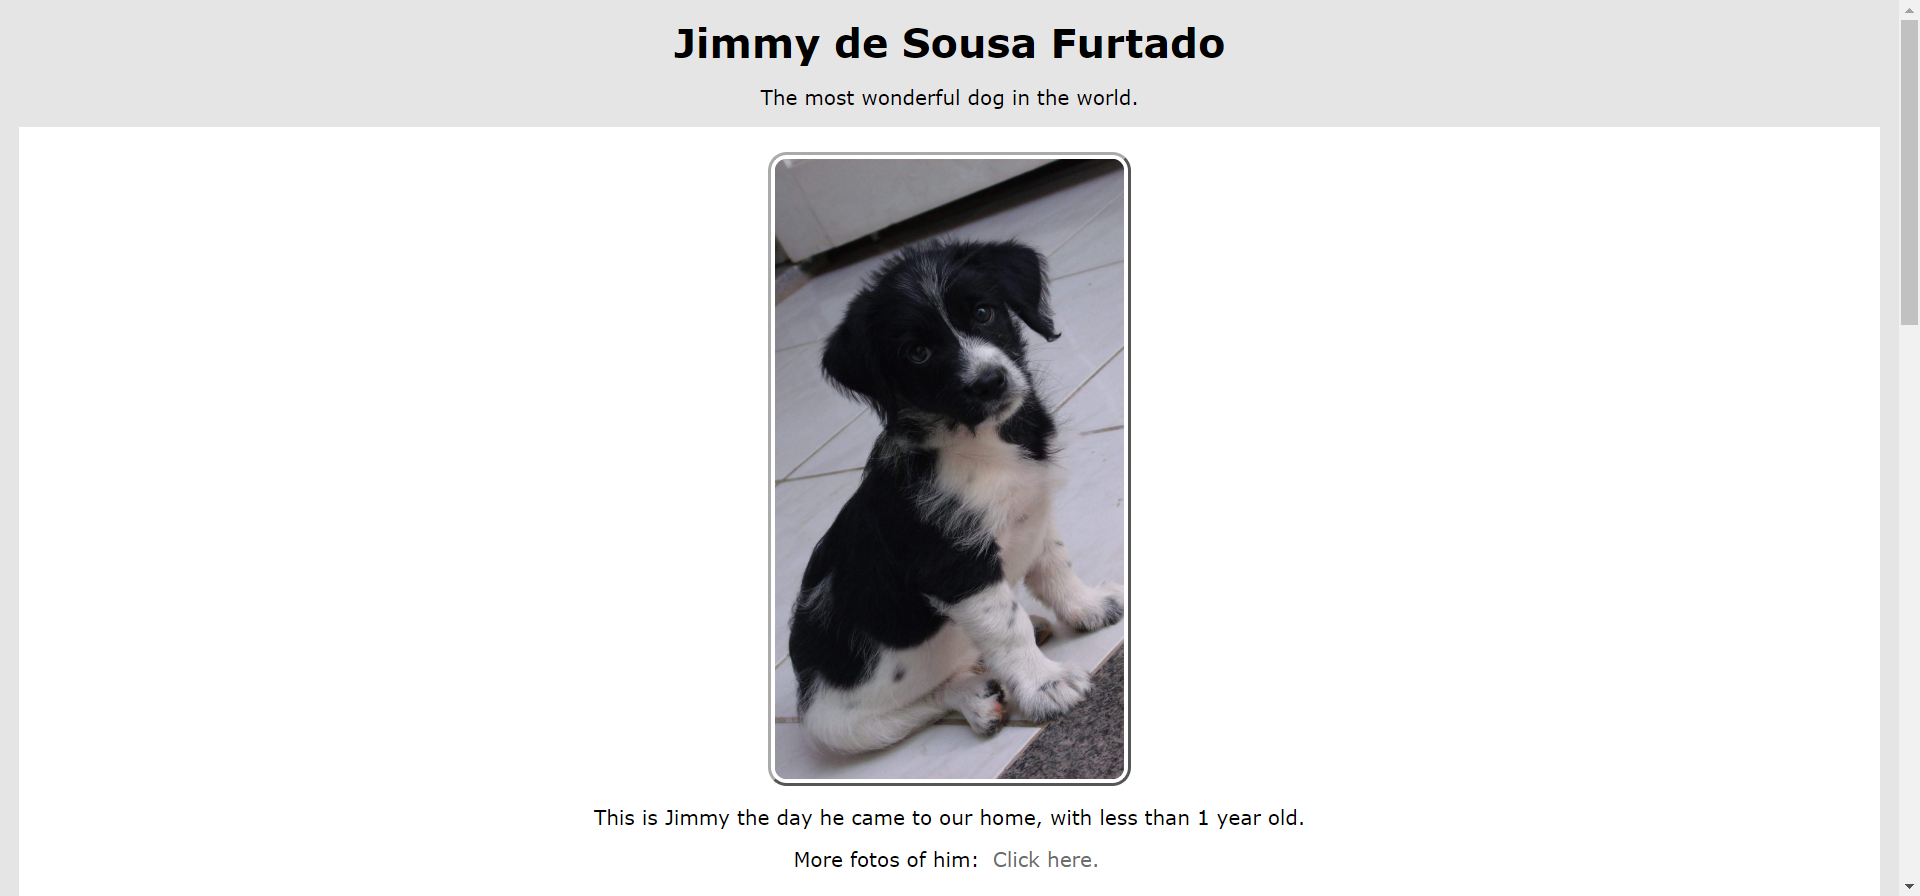 Jimmy de Sousa Furtado
The most wonderful dog in the world.
This is Jimmy the day he came to our home, with less than 1 year old.
More fotos of him: Click here.